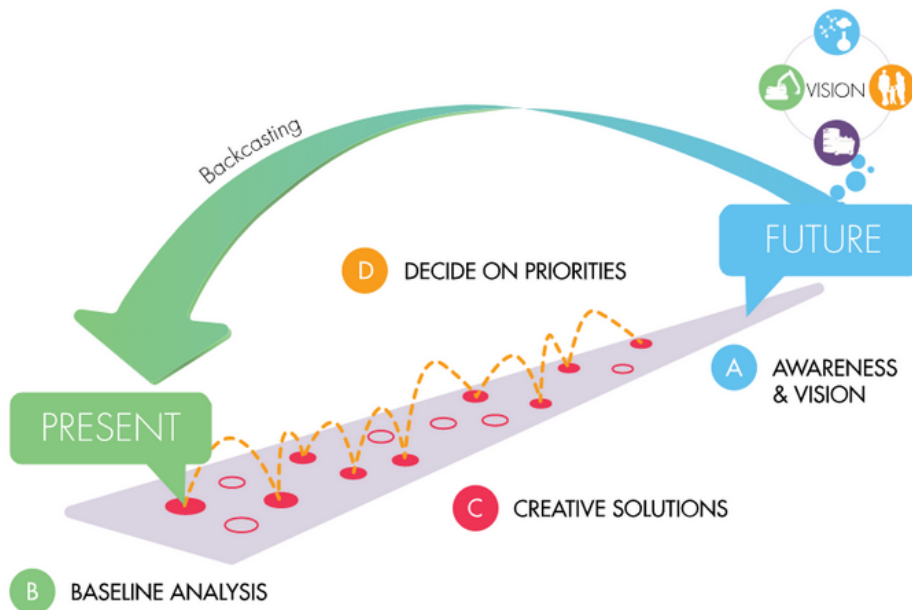 VISION
Backcasting
FUTURE
D DECIDE ON PRIORITIES
A AWARENESS
& VISION
PRESENT
C CREATIVE SOLUTIONS
B BASELINE ANALYSIS